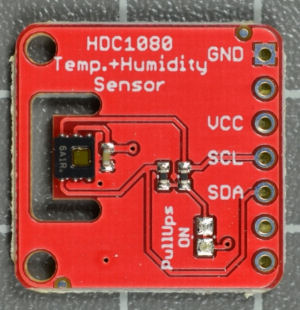 HDC1080
Temp.+Humidity
Sensor
GND
VCC
SCL
SDA
6A1R
PullUps
ON